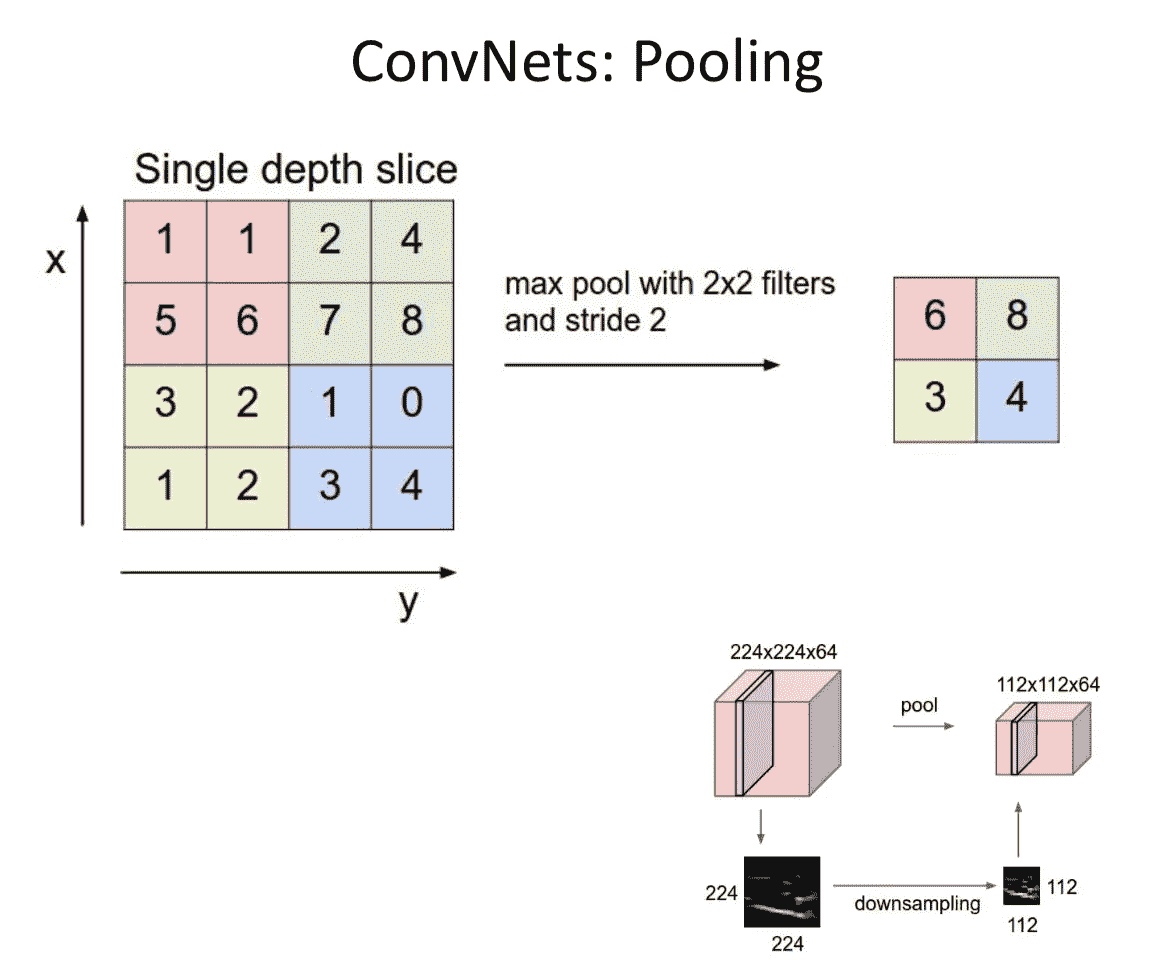 ConvNets: Pooling
Single depth slice
x
1 1 2 4
5 6 7 8
3 2 1 0
1 2 3 4
y
max pool with 2x2 filters
and stride 2
6 8
3 4
224x224x64
pool
112x112x64
224
224
downsampling
112
112